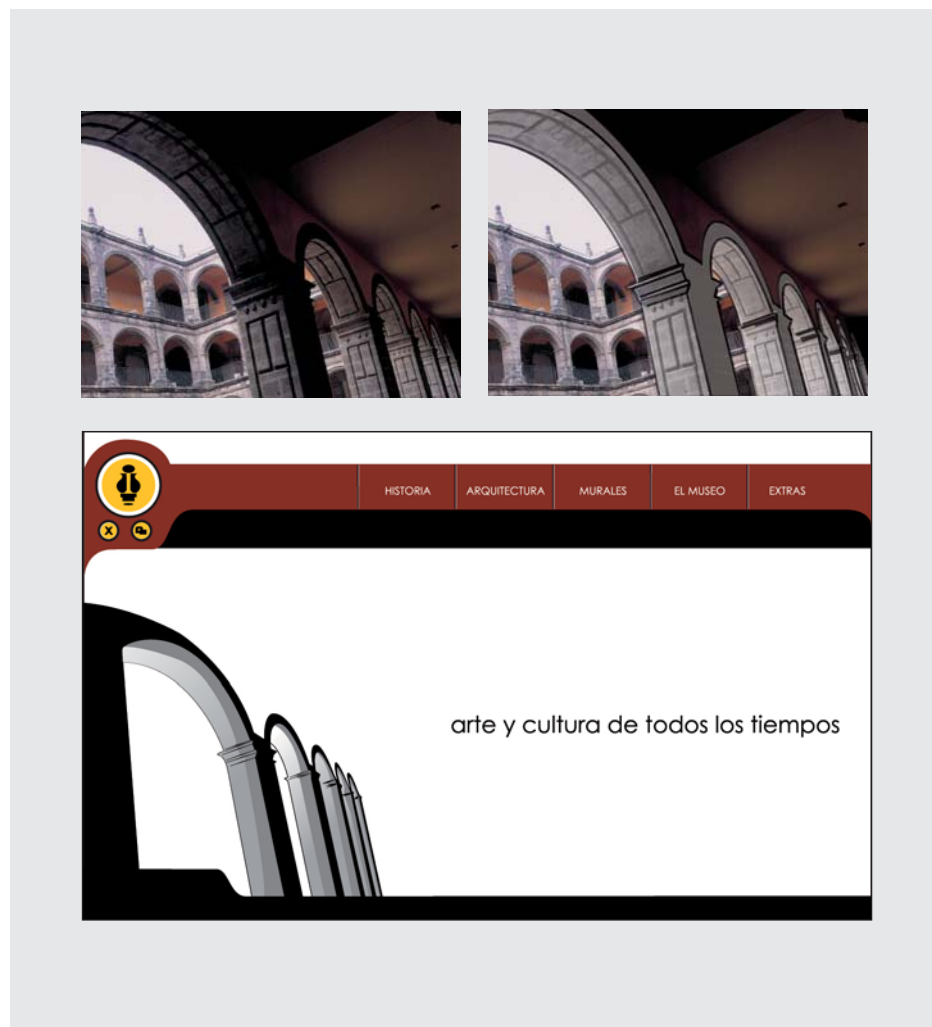 HISTORIA
ARQUITECTURA
MURALES
EL MUSEO
EXTRAS
X
arte y cultura de todos los tiempos